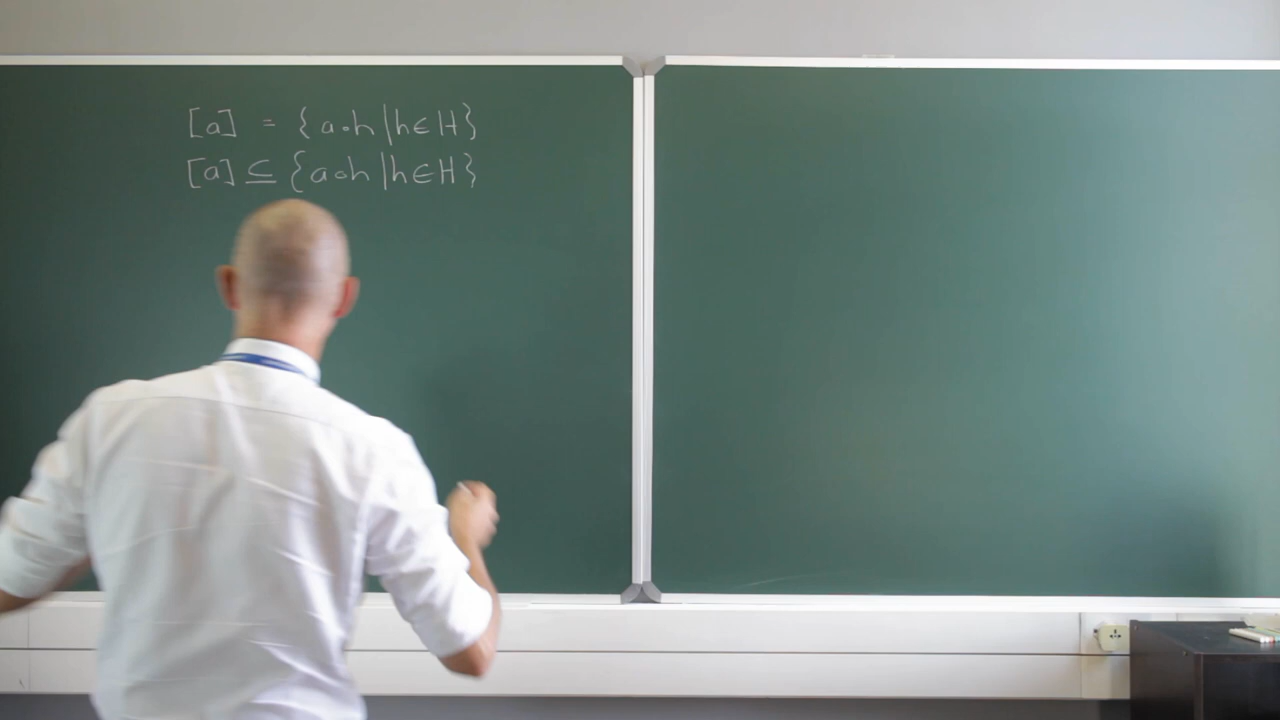 [a] = {a∘h|h∈H}
[a] ⊆ {a∘h|h∈H}